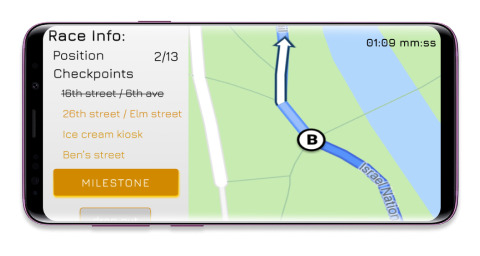 Race Info:
Position 2/13
Checkpoints
16th street / 6th ave
26th street / Elm street
Ice cream kiosk
Ben's street
MILESTONE
01:09 mm:ss
B
Israel Nation